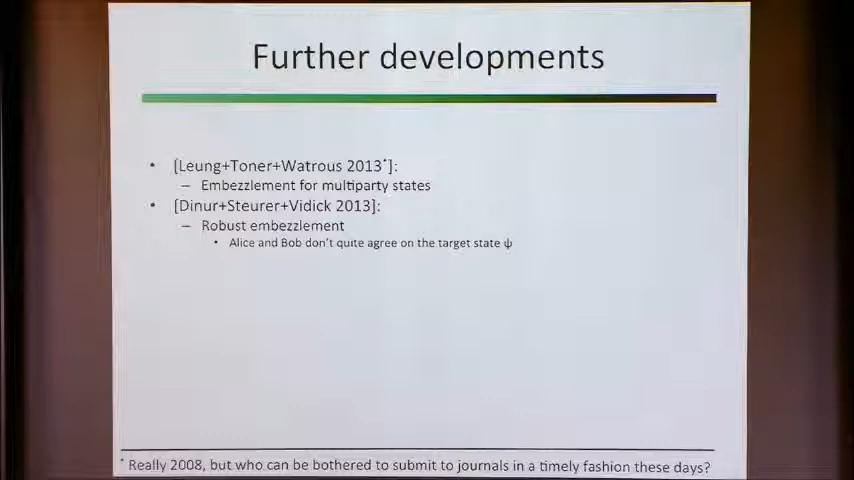 Further developments
• [Leung+Toner+Watrous 2013*]:
– Embezzlement for multiparty states
• [Dinur+Steurer+Vidick 2013]:
– Robust embezzlement
• Alice and Bob don't quite agree on the target state ψ
* Really 2008, but who can be bothered to submit to journals in a timely fashion these days?